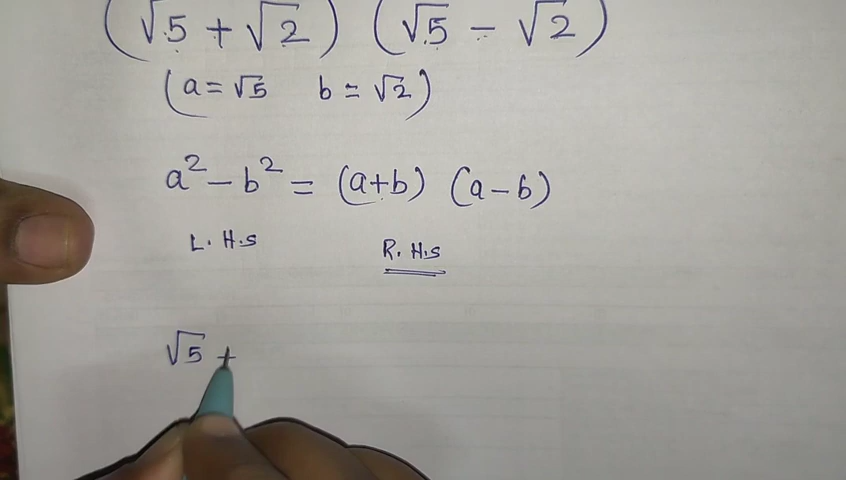 (√5 + √2) (√5 - √2)
(a = √5 b = √2)
a² - b² = (a+b) (a-b)
L.H.S R.H.S
√5 +